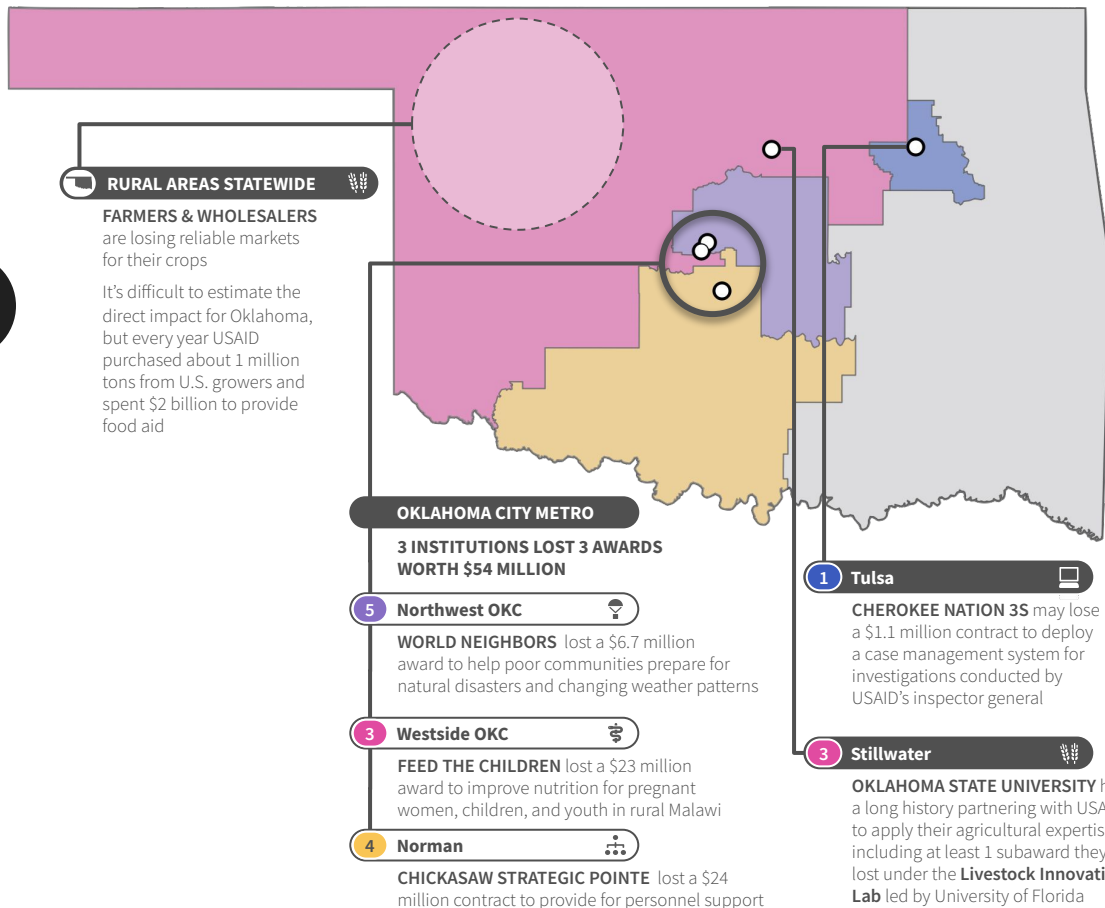 RURAL AREAS STATEWIDE
FARMERS & WHOLESALERS
are losing reliable markets
for their crops
It's difficult to estimate the
direct impact for Oklahoma,
but every year USAID
purchased about 1 million
tons from U.S. growers and
spent $2 billion to provide
food aid
OKLAHOMA CITY METRO
3 INSTITUTIONS LOST 3 AWARDS
WORTH $54 MILLION
5 Northwest OKC
WORLD NEIGHBORS lost a $6.7 million
award to help poor communities prepare for
natural disasters and changing weather patterns
3 Westside OKC
FEED THE CHILDREN lost a $23 million
award to improve nutrition for pregnant
women, children, and youth in rural Malawi
4 Norman
CHICKASAW STRATEGIC POINTE lost a $24
million contract to provide for personnel support
1 Tulsa
CHEROKEE NATION 3S may lose
a $1.1 million contract to deploy
a case management system for
investigations conducted by
USAID's inspector general
3 Stillwater
OKLAHOMA STATE UNIVERSITY
a long history partnering with
to apply their agricultural
including at least 1 subaward they
lost under the Livestock
Lab led by University of Florida